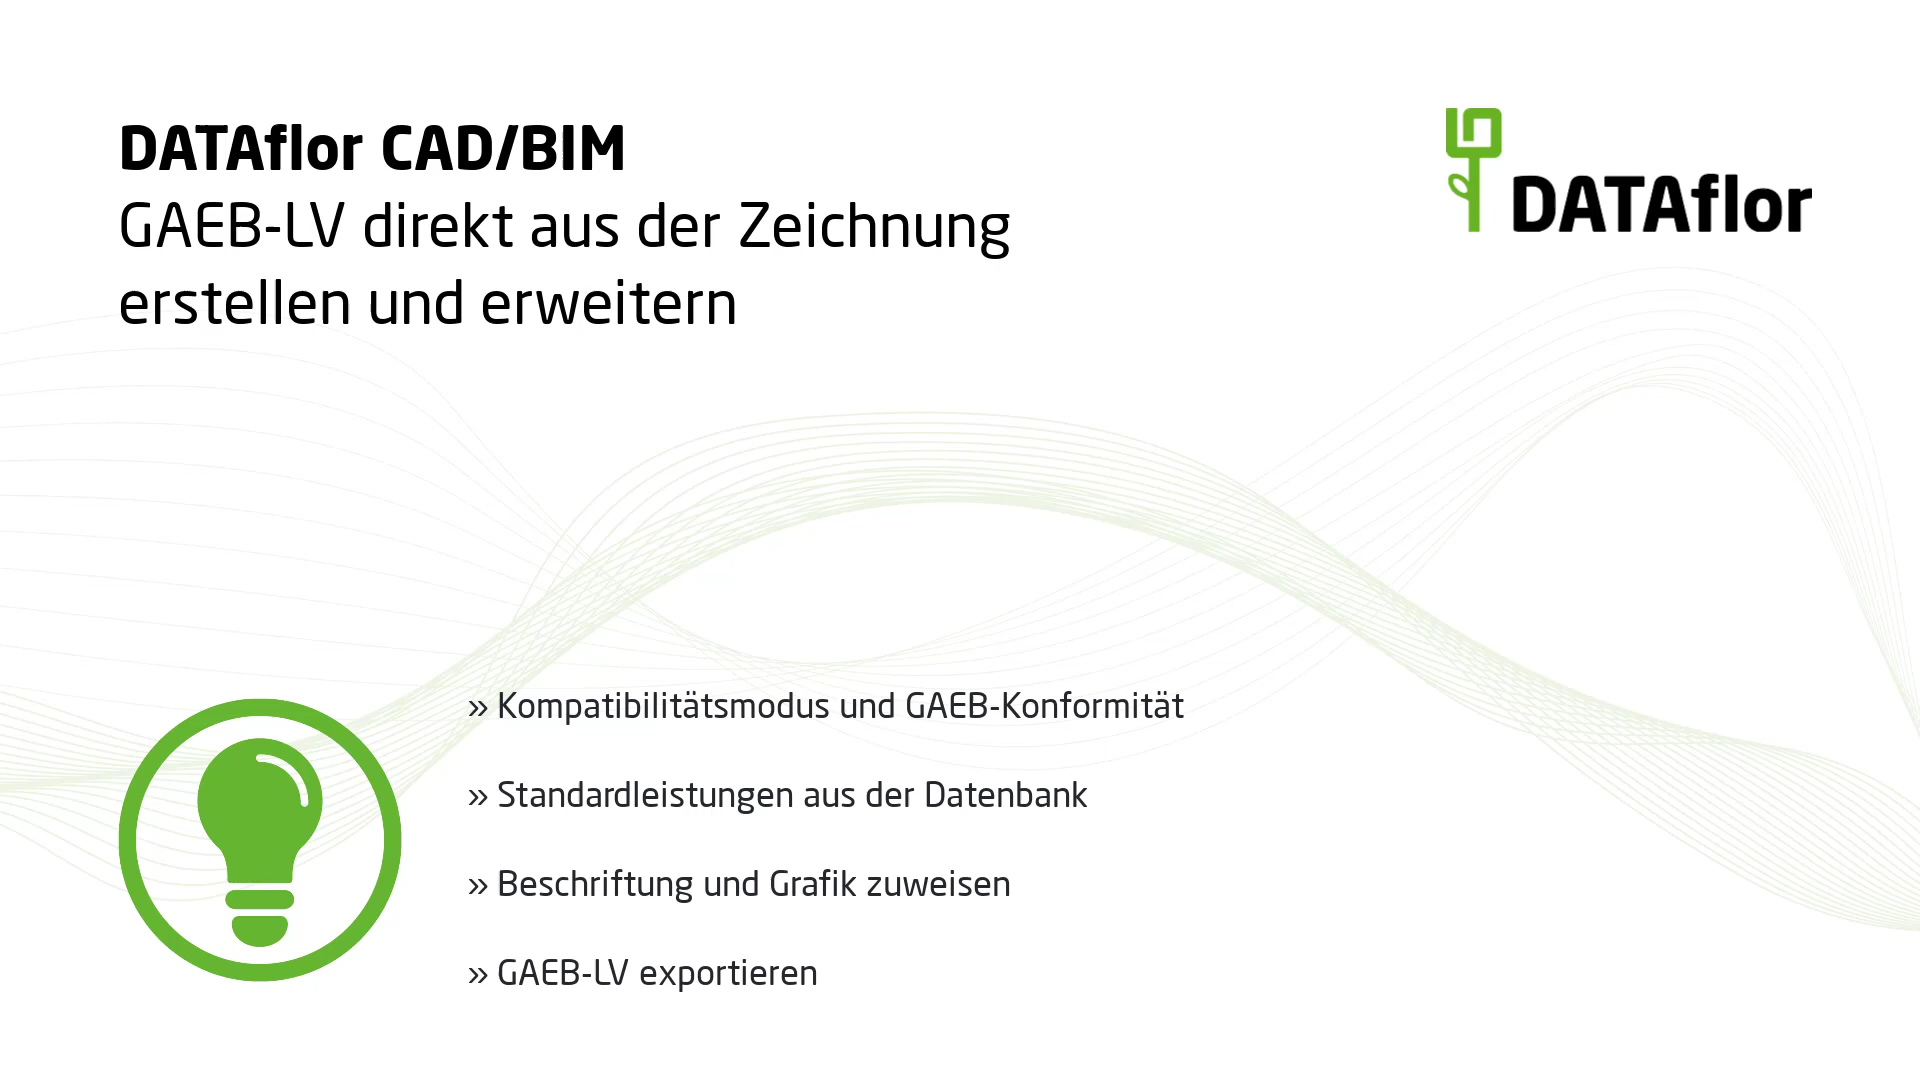 DATAflor CAD/BIM
GAEB-LV direkt aus der Zeichnung
erstellen und erweitern
DATAflor
» Kompatibilitätsmodus und GAEB-Konformität
» Standardleistungen aus der Datenbank
» Beschriftung und Grafik zuweisen
» GAEB-LV exportieren